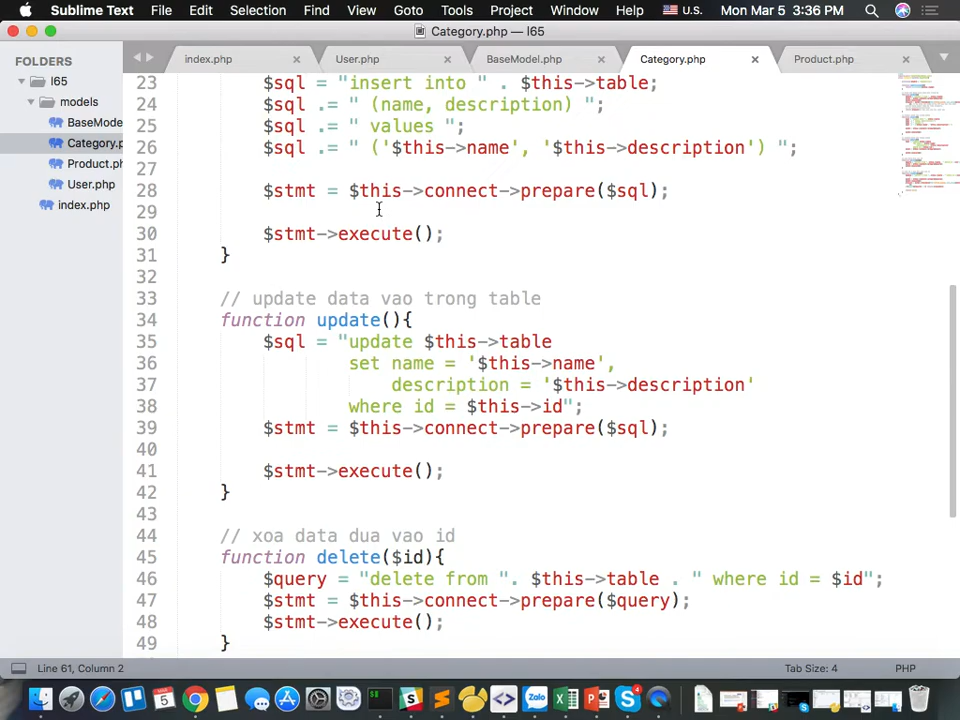 Sublime Text File Edit Selection Find View Goto Tools Project Window Help U.S. Mon Mar 5 3:36 PM
Category.php — l65
FOLDERS
l65
models
BaseMode
Category.p
Product.ph
User.php
index.php
index.php User.php BaseModel.php Category.php Product.php
23 $sql = "insert into " . $this->table;
24 $sql .= " (name, description) ";
25 $sql .= " values ";
26 $sql .= " ('$this->name', '$this->description') ";
27
28 $stmt = $this->connect->prepare($sql);
29
30 $stmt->execute();
31 }
32
33 // update data vao trong table
34 function update(){
35 $sql = "update $this->table
36 set name = '$this->name',
37 description = '$this->description'
38 where id = $this->id";
39 $stmt = $this->connect->prepare($sql);
40
41 $stmt->execute();
42 }
43
44 // xoa data dua vao id
45 function delete($id){
46 $query = "delete from ". $this->table . " where id = $id";
47 $stmt = $this->connect->prepare($query);
48 $stmt->execute();
49 }
Line 61, Column 2 Tab Size: 4 PHP
5
Zalo
4